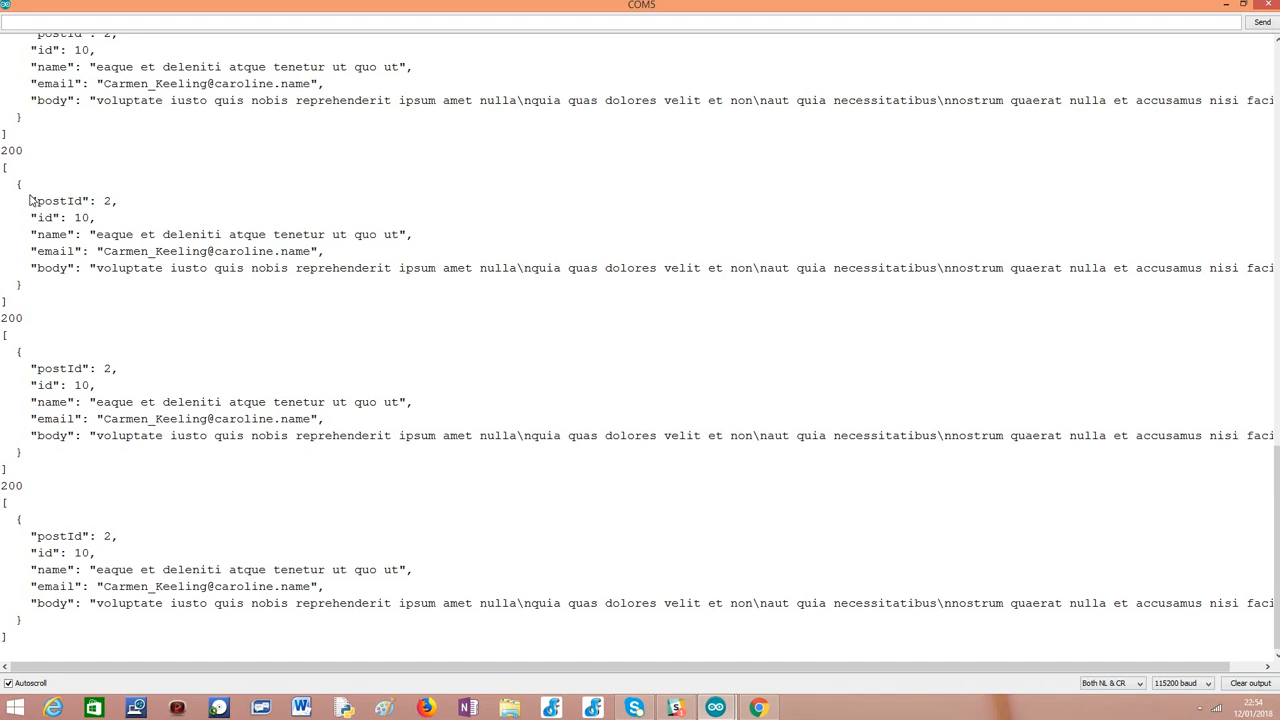 COM5
Send
"postId": 2,
"id": 10,
"name": "eaque et deleniti atque tenetur ut quo ut",
"email": "Carmen_Keeling@caroline.name",
"body": "voluptate iusto quis nobis reprehenderit ipsum amet nulla\nquia quas dolores velit et non\naut quia necessitatibus\nnostrum quaerat nulla et accusamus nisi faci
}
]
200
[
{
"postId": 2,
"id": 10,
"name": "eaque et deleniti atque tenetur ut quo ut",
"email": "Carmen_Keeling@caroline.name",
"body": "voluptate iusto quis nobis reprehenderit ipsum amet nulla\nquia quas dolores velit et non\naut quia necessitatibus\nnostrum quaerat nulla et accusamus nisi faci
}
]
200
[
{
"postId": 2,
"id": 10,
"name": "eaque et deleniti atque tenetur ut quo ut",
"email": "Carmen_Keeling@caroline.name",
"body": "voluptate iusto quis nobis reprehenderit ipsum amet nulla\nquia quas dolores velit et non\naut quia necessitatibus\nnostrum quaerat nulla et accusamus nisi faci
}
]
200
[
{
"postId": 2,
"id": 10,
"name": "eaque et deleniti atque tenetur ut quo ut",
"email": "Carmen_Keeling@caroline.name",
"body": "voluptate iusto quis nobis reprehenderit ipsum amet nulla\nquia quas dolores velit et non\naut quia necessitatibus\nnostrum quaerat nulla et accusamus nisi faci
}
]
Autoscroll
Both NL & CR
115200 baud
Clear output
22:54
12/01/2018